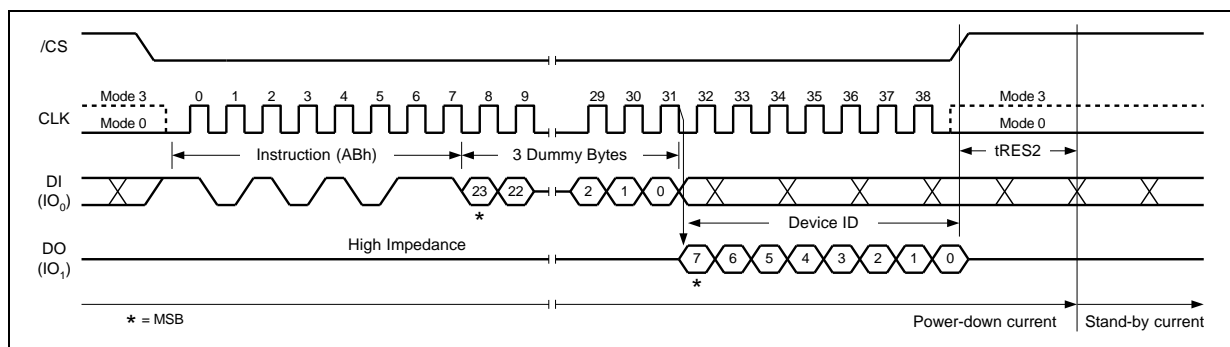 /CS
Mode 3 0 1 2 3 4 5 6 7 8 9 29 30 31 32 33 34 35 36 37 38 Mode 3
CLK Mode 0 Mode 0
Instruction (ABh) 3 Dummy Bytes tRES2
DI
(IO0)
23 22 2 1 0
*
Device ID
High Impedance
DO
(IO1)
7 6 5 4 3 2 1 0
*
* = MSB
Power-down current Stand-by current